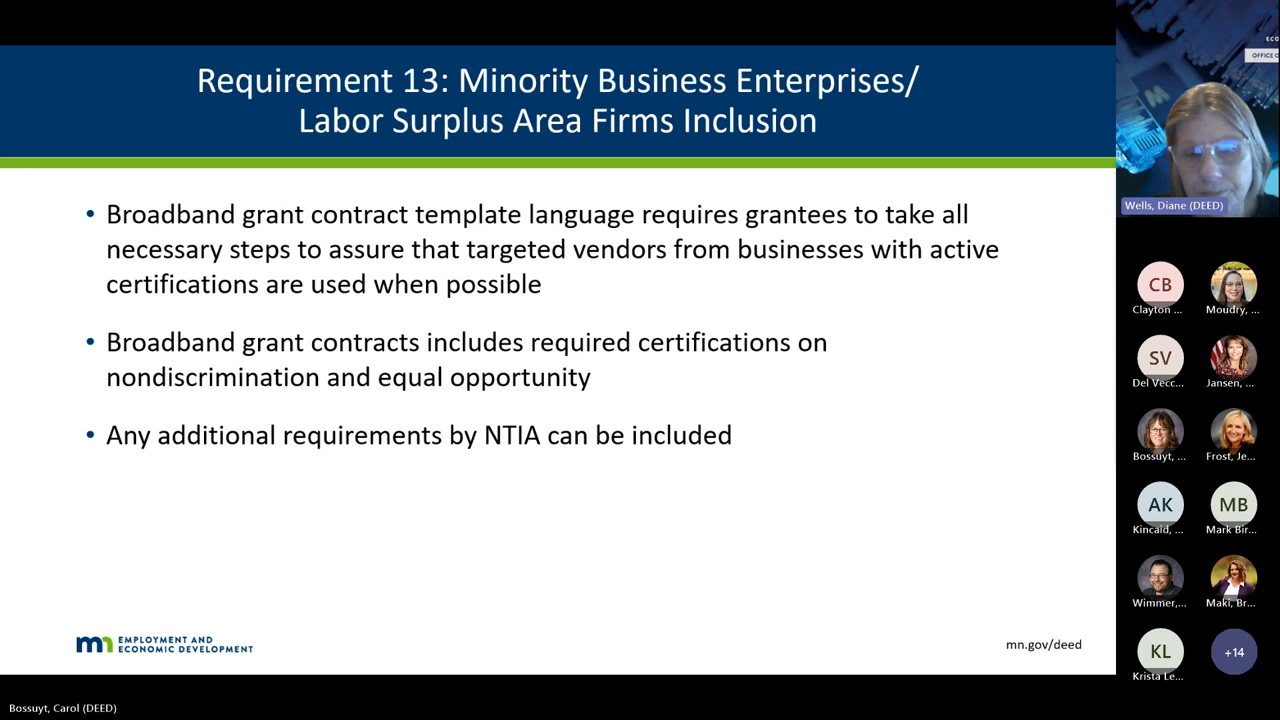 Requirement 13: Minority Business Enterprises/
Labor Surplus Area Firms Inclusion
• Broadband grant contract template language requires grantees to take all
necessary steps to assure that targeted vendors from businesses with active
certifications are used when possible
• Broadband grant contracts includes required certifications on
nondiscrimination and equal opportunity
• Any additional requirements by NTIA can be included
mn EMPLOYMENT AND
ECONOMIC DEVELOPMENT
mn.gov/deed
ECO
OFFICE O
Wells, Diane (DEED)
CB
Clayton ...
Moudry, ...
SV
Del Vecc...
Jansen, ...
Bossuyt, ...
Frost, Je...
AK
Kincaid, ...
MB
Mark Bir...
Wimmer,...
Maki, Br...
KL
Krista Le...
+14
Bossuyt, Carol (DEED)